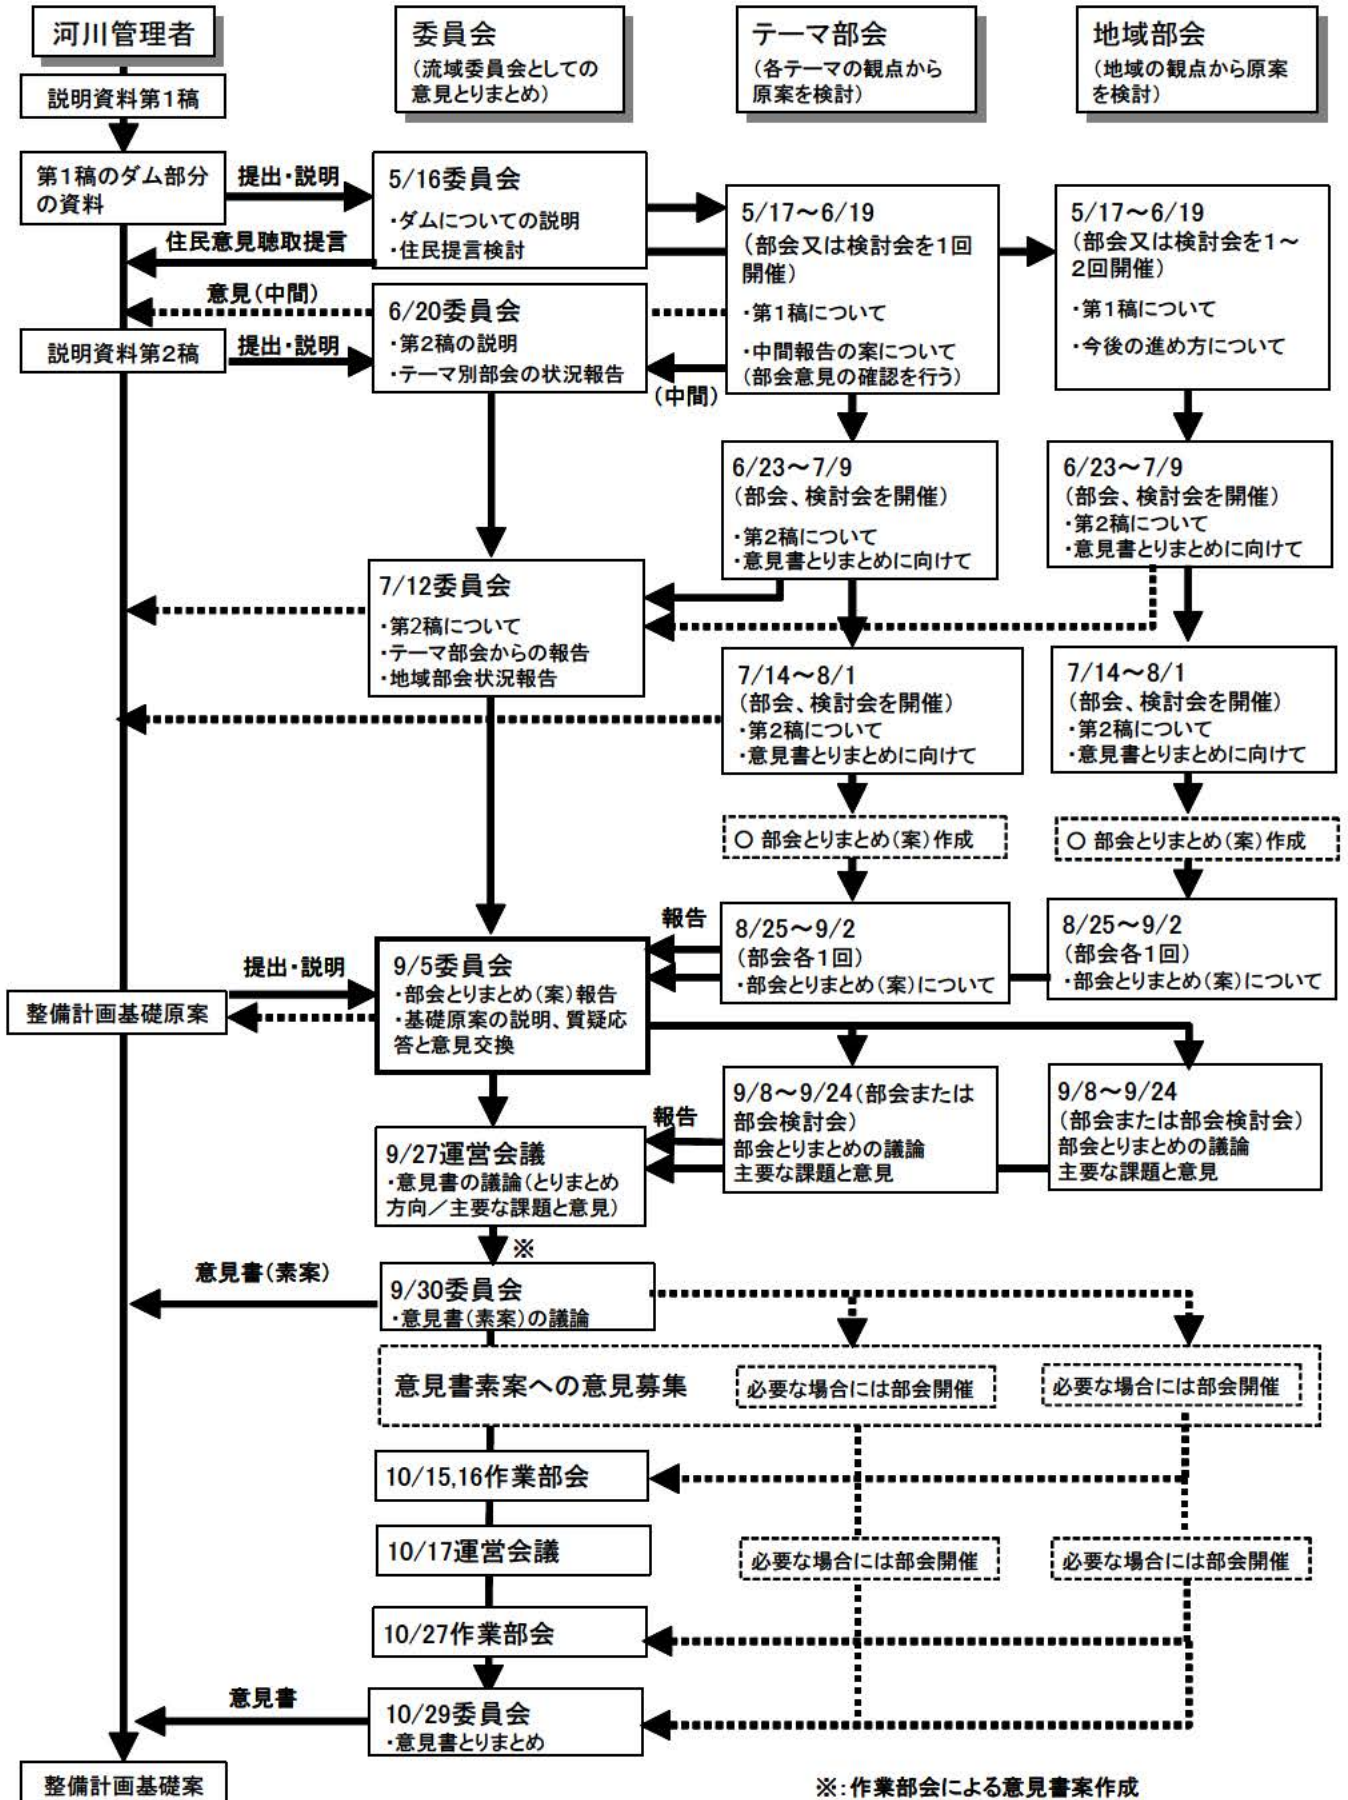 河川管理者
説明資料第1稿
第1稿のダム部分
の資料
説明資料第2稿
整備計画基礎原案
整備計画基礎案
提出・説明
住民意見聴取提言
意見(中間)
提出・説明
提出・説明
意見書(素案)
意見書
委員会
(流域委員会としての
意見とりまとめ)
5/16委員会
・ダムについての説明
・住民提言検討
6/20委員会
・第2稿の説明
・テーマ別部会の状況報告
7/12委員会
・第2稿について
・テーマ部会からの報告
・地域部会状況報告
9/5委員会
・部会とりまとめ(案)報告
・基礎原案の説明、質疑応
答と意見交換
9/27運営会議
・意見書の議論(とりまとめ
方向/主要な課題と意見)
※
9/30委員会
・意見書(素案)の議論
意見書素案への意見募集
10/15,16作業部会
10/17運営会議
10/27作業部会
10/29委員会
・意見書とりまとめ
(中間)
報告
報告
テーマ部会
(各テーマの観点から
原案を検討)
5/17~6/19
(部会又は検討会を1回
開催)
・第1稿について
・中間報告の案について
(部会意見の確認を行う)
6/23~7/9
(部会、検討会を開催)
・第2稿について
・意見書とりまとめに向けて
7/14~8/1
(部会、検討会を開催)
・第2稿について
・意見書とりまとめに向けて
○ 部会とりまとめ(案)作成
8/25~9/2
(部会各1回)
・部会とりまとめ(案)について
9/8~9/24(部会または
部会検討会)
部会とりまとめの議論
主要な課題と意見
必要な場合には部会開催
必要な場合には部会開催
地域部会
(地域の観点から原案
を検討)
5/17~6/19
(部会又は検討会を1~
2回開催)
・第1稿について
・今後の進め方について
6/23~7/9
(部会、検討会を開催)
・第2稿について
・意見書とりまとめに向けて
7/14~8/1
(部会、検討会を開催)
・第2稿について
・意見書とりまとめに向けて
○ 部会とりまとめ(案)作成
8/25~9/2
(部会各1回)
・部会とりまとめ(案)について
9/8~9/24
(部会または部会検討会)
部会とりまとめの議論
主要な課題と意見
必要な場合には部会開催
必要な場合には部会開催
※:作業部会による意見書案作成